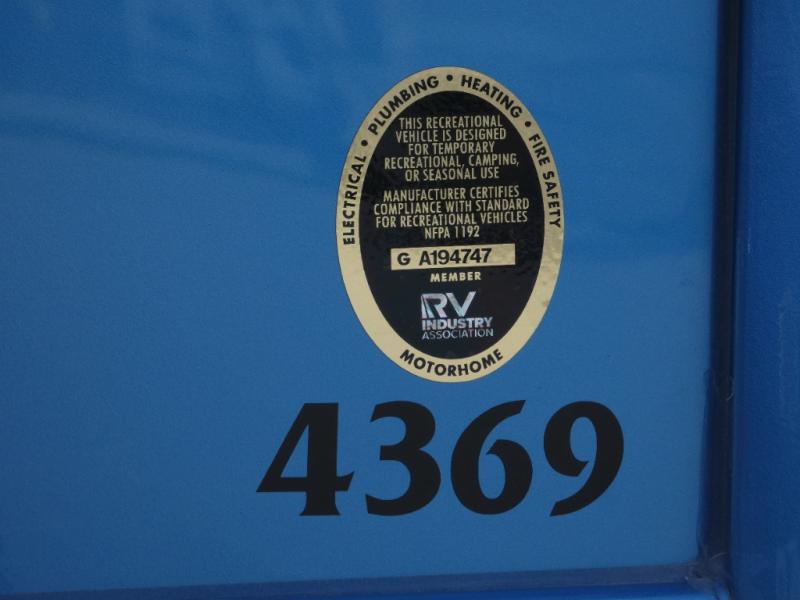 ELECTRICAL • PLUMBING • HEATING • FIRE SAFETY
THIS RECREATIONAL
VEHICLE IS DESIGNED
FOR TEMPORARY
RECREATIONAL, CAMPING,
OR SEASONAL USE
MANUFACTURER CERTIFIES
COMPLIANCE WITH STANDARD
FOR RECREATIONAL VEHICLES
NFPA 1192
G A194747
MEMBER
RV
INDUSTRY
ASSOCIATION
MOTORHOME
4369